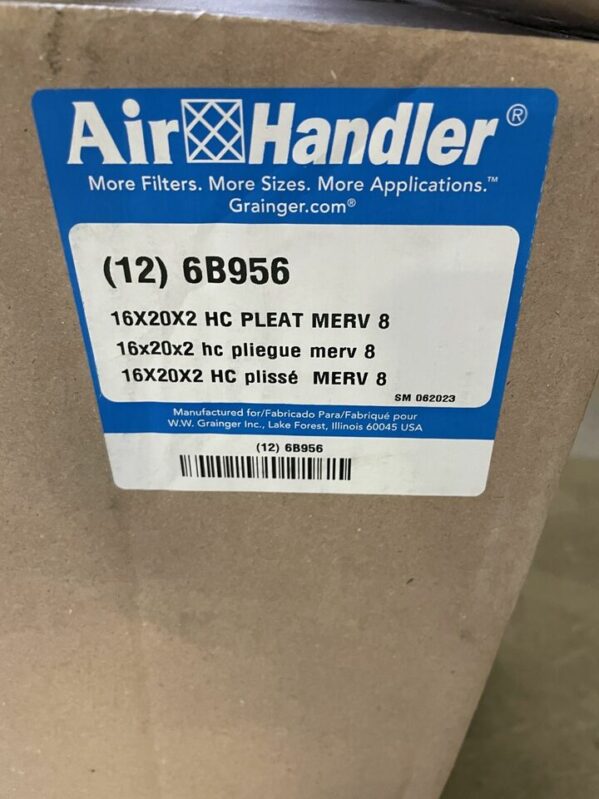 Air Handler®
More Filters. More Sizes. More Applications.™
Grainger.com®
(12) 6B956
16X20X2 HC PLEAT MERV 8
16x20x2 hc pliegue merv 8
16X20X2 HC plissé MERV 8
SM 062023
Manufactured for/Fabricado Para/Fabriqué pour
W.W. Grainger Inc., Lake Forest, Illinois 60045 USA
(12) 6B956